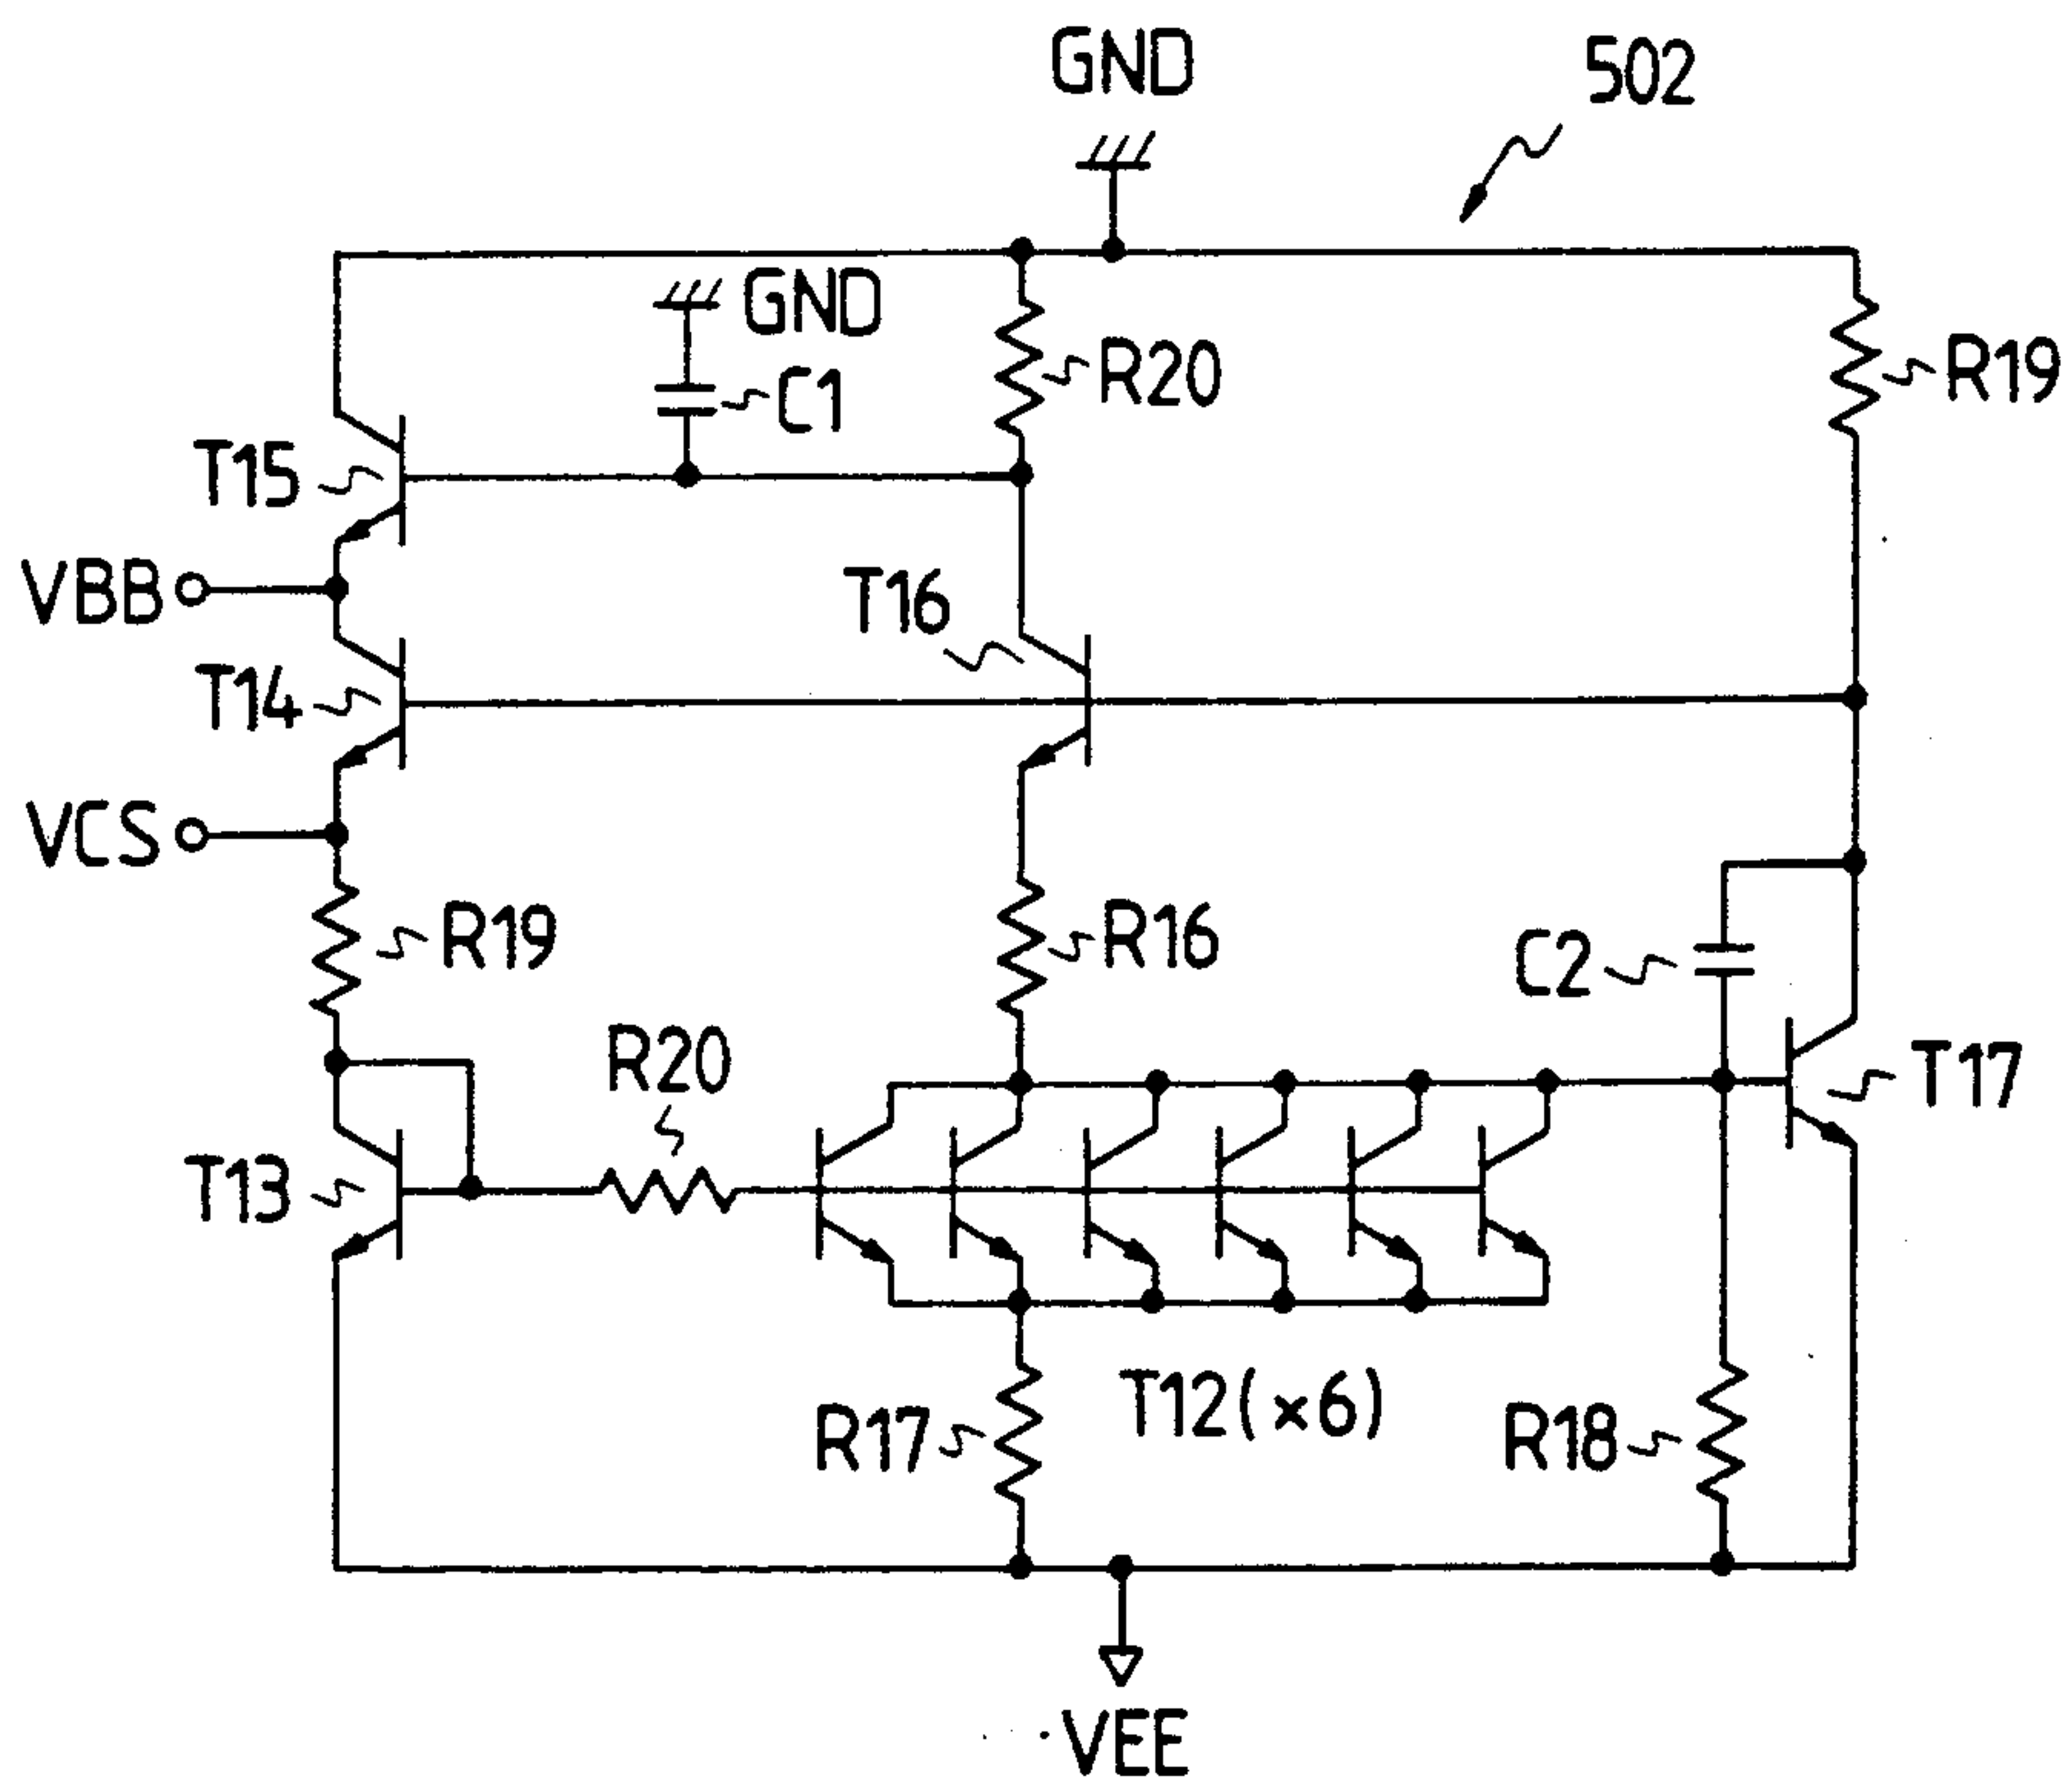 GND
502
GND
R20
R19
C1
T15
VBB
T16
T14
VCS
R19
R16
C2
R20
T17
T13
T12(×6)
R17
R18
VEE